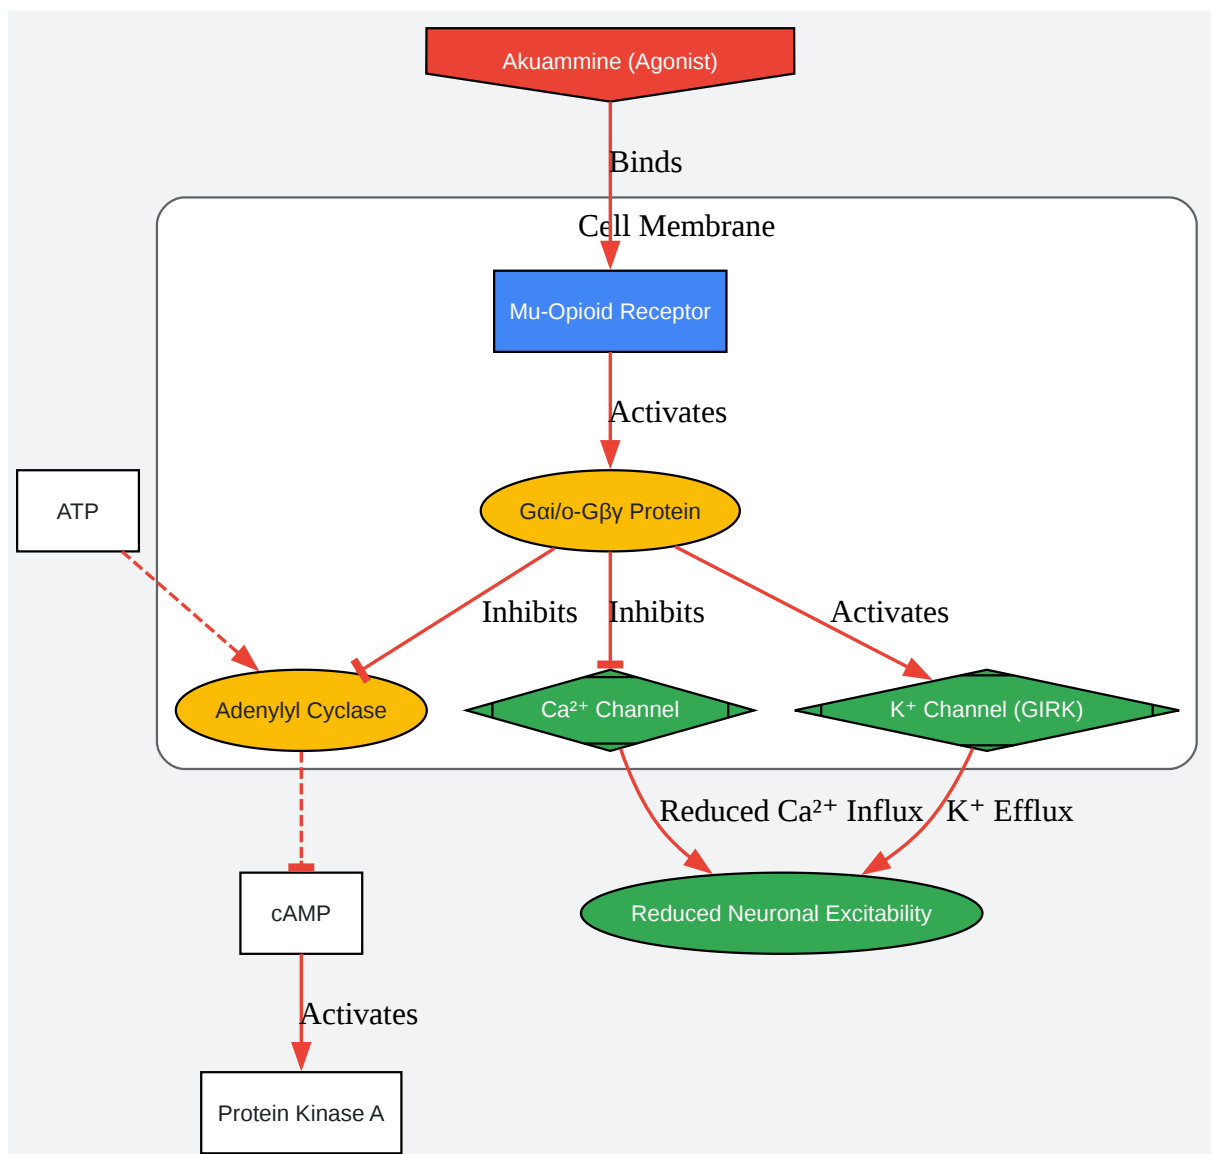 Akuammine (Agonist)
Binds
Cell Membrane
Mu-Opioid Receptor
Activates
ATP
Gαi/o-Gβγ Protein
Inhibits
Inhibits
Activates
Adenylyl Cyclase
Ca²⁺ Channel
K⁺ Channel (GIRK)
Reduced Ca²⁺ Influx
K⁺ Efflux
cAMP
Reduced Neuronal Excitability
Activates
Protein Kinase A